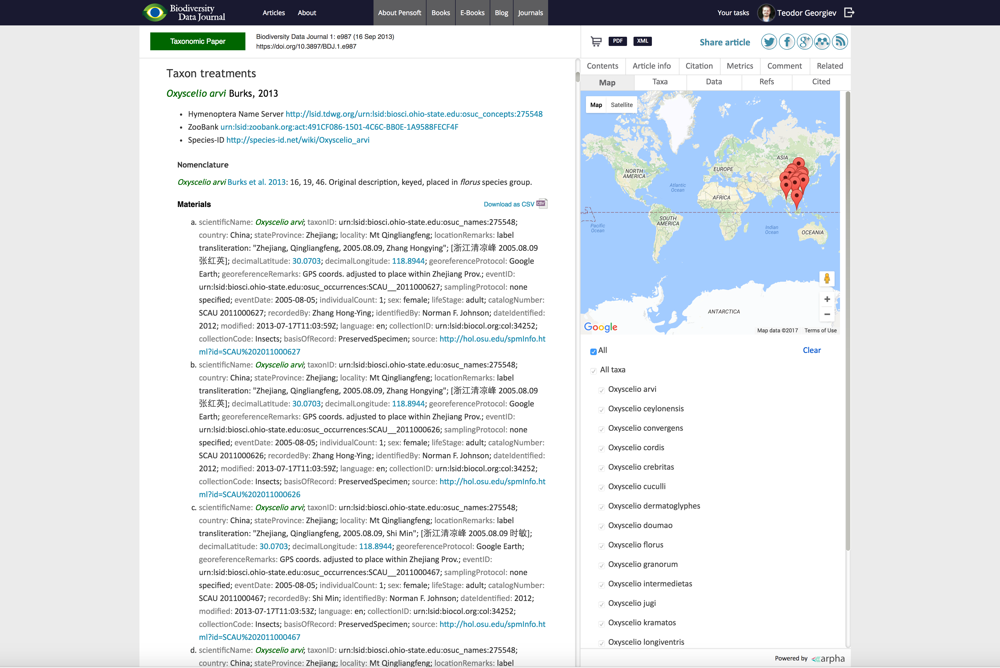 Biodiversity
Data Journal
Articles
About
About Pensoft
Books
E-Books
Blog
Journals
Your tasks
Teodor Georgiev
Taxonomic Paper
Biodiversity Data Journal 1: e987 (16 Sep 2013)
https://doi.org/10.3897/BDJ.1.e987
PDF
XML
Share article
Taxon treatments
Oxyscelio arvi Burks, 2013
• Hymenoptera Name Server http://lsid.tdwg.org/urn:lsid:biosci.ohio-state.edu:osuc_concepts:275548
• ZooBank urn:lsid:zoobank.org:act:491CF086-1501-4C6C-BB0E-1A9588FECF4F
• Species-ID http://species-id.net/wiki/Oxyscelio_arvi
Nomenclature
Oxyscelio arvi Burks et al. 2013: 16, 19, 46. Original description, keyed, placed in florus species group.
Materials
Download as CSV
CSV
a. scientificName: Oxyscelio arvi; taxonID: urn:lsid:biosci.ohio-state.edu:osuc_names:275548;
country: China; stateProvince: Zhejiang; locality: Mt Qingliangfeng; locationRemarks: label
transliteration: "Zhejiang, Qingliangfeng, 2005.08.09, Zhang Hongying"; [浙江清凉峰 2005.08.09
张红英]; decimalLatitude: 30.0703; decimalLongitude: 118.8944; georeferenceProtocol: Google
Earth; georeferenceRemarks: GPS coords. adjusted to place within Zhejiang Prov.; eventID:
urn:lsid:biosci.ohio-state.edu:osuc_occurrences:SCAU__2011000627; samplingProtocol: none
specified; eventDate: 2005-08-05; individualCount: 1; sex: female; lifeStage: adult; catalogNumber:
SCAU 2011000627; recordedBy: Zhang Hong-Ying; identifiedBy: Norman F. Johnson; dateIdentified:
2012; modified: 2013-07-17T11:03:59Z; language: en; collectionID: urn:lsid:biocol.org:col:34252;
collectionCode: Insects; basisOfRecord: PreservedSpecimen; source: http://hol.osu.edu/spmInfo.ht
ml?id=SCAU%202011000627
b. scientificName: Oxyscelio arvi; taxonID: urn:lsid:biosci.ohio-state.edu:osuc_names:275548;
country: China; stateProvince: Zhejiang; locality: Mt Qingliangfeng; locationRemarks: label
transliteration: "Zhejiang, Qingliangfeng, 2005.08.09, Zhang Hongying"; [浙江清凉峰 2005.08.09
张红英]; decimalLatitude: 30.0703; decimalLongitude: 118.8944; georeferenceProtocol: Google
Earth; georeferenceRemarks: GPS coords. adjusted to place within Zhejiang Prov.; eventID:
urn:lsid:biosci.ohio-state.edu:osuc_occurrences:SCAU__2011000626; samplingProtocol: none
specified; eventDate: 2005-08-05; individualCount: 1; sex: female; lifeStage: adult; catalogNumber:
SCAU 2011000626; recordedBy: Zhang Hong-Ying; identifiedBy: Norman F. Johnson; dateIdentified:
2012; modified: 2013-07-17T11:03:59Z; language: en; collectionID: urn:lsid:biocol.org:col:34252;
collectionCode: Insects; basisOfRecord: PreservedSpecimen; source: http://hol.osu.edu/spmInfo.ht
ml?id=SCAU%202011000626
c. scientificName: Oxyscelio arvi; taxonID: urn:lsid:biosci.ohio-state.edu:osuc_names:275548;
country: China; stateProvince: Zhejiang; locality: Mt Qingliangfeng; locationRemarks: label
transliteration: "Zhejiang, Qingliangfeng, 2005.08.09, Shi Min"; [浙江清凉峰 2005.08.09 时敏];
decimalLatitude: 30.0703; decimalLongitude: 118.8944; georeferenceProtocol: Google Earth;
georeferenceRemarks: GPS coords. adjusted to place within Zhejiang Prov.; eventID:
urn:lsid:biosci.ohio-state.edu:osuc_occurrences:SCAU__2011000467; samplingProtocol: none
specified; eventDate: 2005-08-05; individualCount: 1; sex: female; lifeStage: adult; catalogNumber:
SCAU 2011000467; recordedBy: Shi Min; identifiedBy: Norman F. Johnson; dateIdentified: 2012;
modified: 2013-07-17T11:03:53Z; language: en; collectionID: urn:lsid:biocol.org:col:34252;
collectionCode: Insects; basisOfRecord: PreservedSpecimen; source: http://hol.osu.edu/spmInfo.ht
ml?id=SCAU%202011000467
d. scientificName: Oxyscelio arvi; taxonID: urn:lsid:biosci.ohio-state.edu:osuc_names:275548;
country: China; stateProvince: Zhejiang; locality: Mt Qingliangfeng; locationRemarks: label
Contents
Article info
Citation
Metrics
Comment
Related
Map
Taxa
Data
Refs
Cited
Map
Satellite
ASIA
EUROPE
NORTH
AMERICA
Atlantic
Ocean
AFRICA
SOUTH
AMERICA
Pacific
Ocean
Indian
Ocean
OCEANIA
ANTARCTICA
+
−
Google
Map data ©2017
Terms of Use
All
Clear
All taxa
Oxyscelio arvi
Oxyscelio ceylonensis
Oxyscelio convergens
Oxyscelio cordis
Oxyscelio crebritas
Oxyscelio cuculli
Oxyscelio dermatoglyphes
Oxyscelio doumao
Oxyscelio florus
Oxyscelio granorum
Oxyscelio intermedietas
Oxyscelio jugi
Oxyscelio kramatos
Oxyscelio longiventris
Powered by arpha